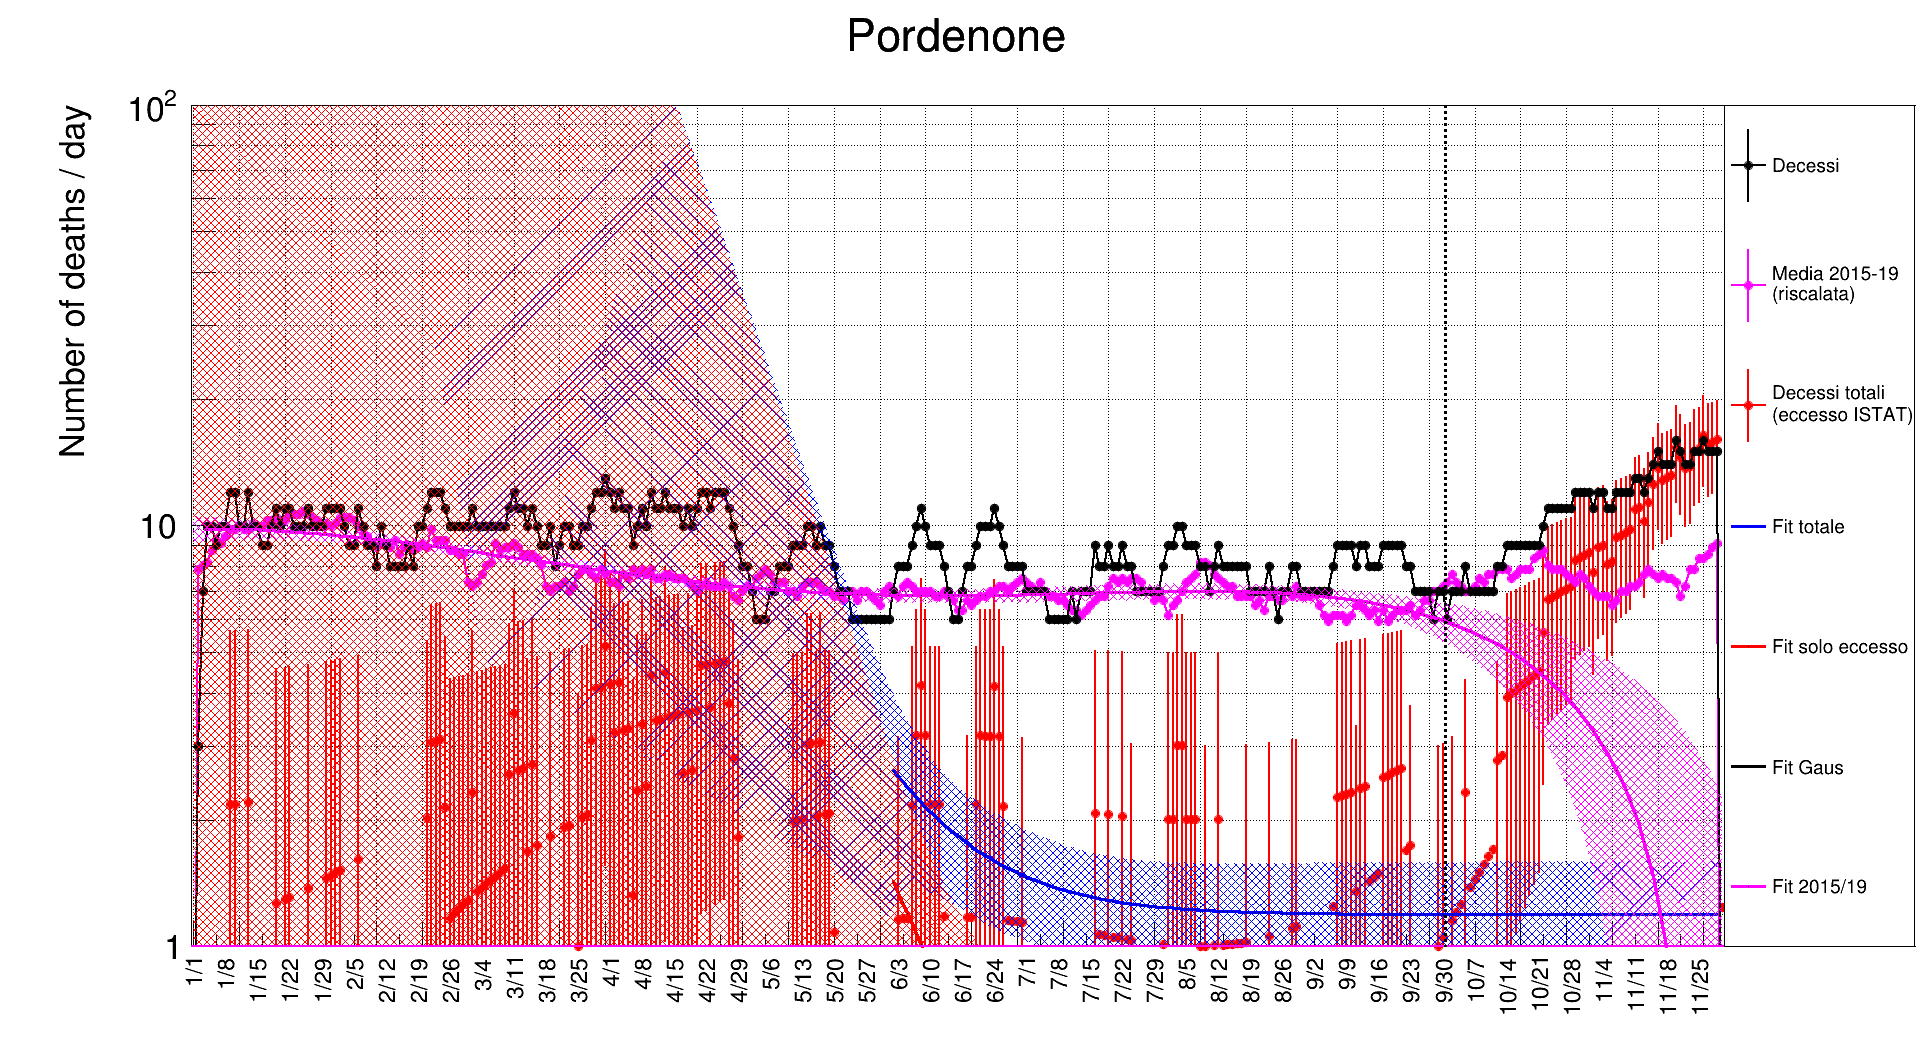 Pordenone
Number of deaths / day
10²
10
1
1/1 1/8 1/15 1/22 1/29 2/5 2/12 2/19 2/26 3/4 3/11 3/18 3/25 4/1 4/8 4/15 4/22 4/29 5/6 5/13 5/20 5/27 6/3 6/10 6/17 6/24 7/1 7/8 7/15 7/22 7/29 8/5 8/12 8/19 8/26 9/2 9/9 9/16 9/23 9/30 10/7 10/14 10/21 10/28 11/4 11/11 11/18 11/25
Decessi
Media 2015-19
(riscalata)
Decessi totali
(eccesso ISTAT)
Fit totale
Fit solo eccesso
Fit Gaus
Fit 2015/19